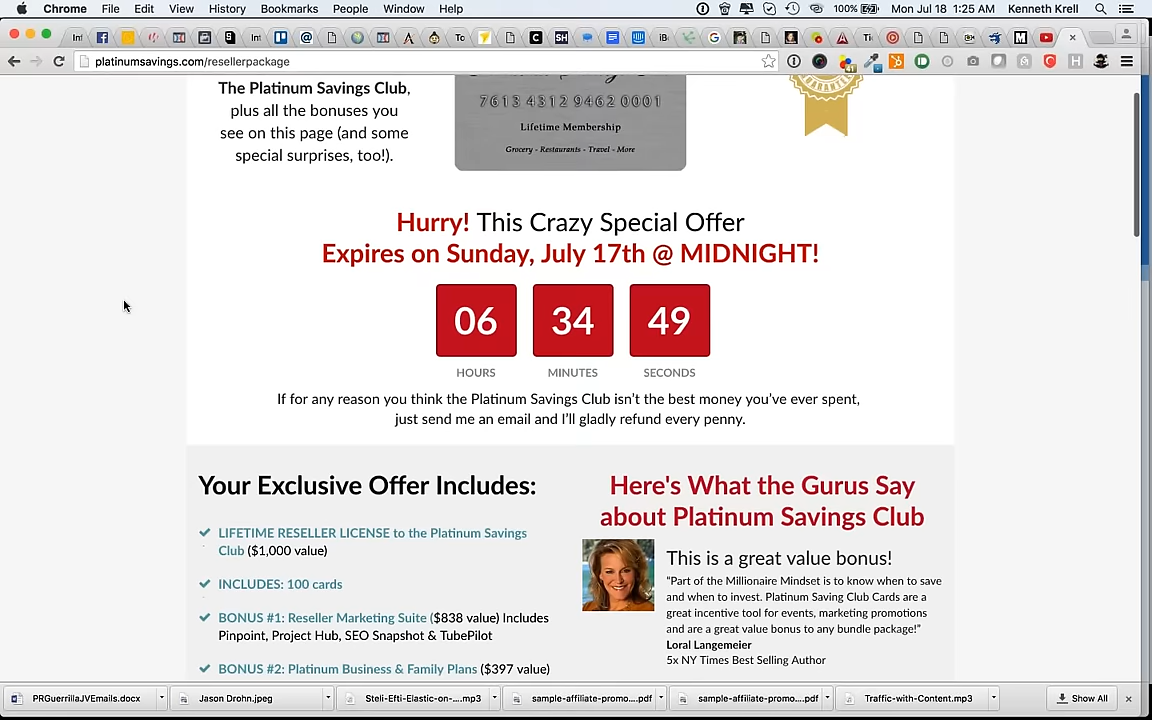 Chrome File Edit View History Bookmarks People Window Help 100% Mon Jul 18 1:25 AM Kenneth Krell
platinumsavings.com/resellerpackage
The Platinum Savings Club,
plus all the bonuses you
see on this page (and some
special surprises, too!).
7613 4312 9462 0001
Lifetime Membership
Grocery - Restaurants - Travel - More
Hurry! This Crazy Special Offer
Expires on Sunday, July 17th @ MIDNIGHT!
06 34 49
HOURS MINUTES SECONDS
If for any reason you think the Platinum Savings Club isn't the best money you've ever spent,
just send me an email and I'll gladly refund every penny.
Your Exclusive Offer Includes:
LIFETIME RESELLER LICENSE to the Platinum Savings
Club ($1,000 value)
INCLUDES: 100 cards
BONUS #1: Reseller Marketing Suite ($838 value) Includes
Pinpoint, Project Hub, SEO Snapshot & TubePilot
BONUS #2: Platinum Business & Family Plans ($397 value)
Here's What the Gurus Say
about Platinum Savings Club
This is a great value bonus!
"Part of the Millionaire Mindset is to know when to save
and when to invest. Platinum Saving Club Cards are a
great incentive tool for events, marketing promotions
and are a great value bonus to any bundle package!"
Loral Langemeier
5x NY Times Best Selling Author
PRGuerrillaJVEmails.docx Jason Drohn.jpeg Steli-Efti-Elastic-on-....mp3 sample-affiliate-promo....pdf sample-affiliate-promo....pdf Traffic-with-Content.mp3 Show All